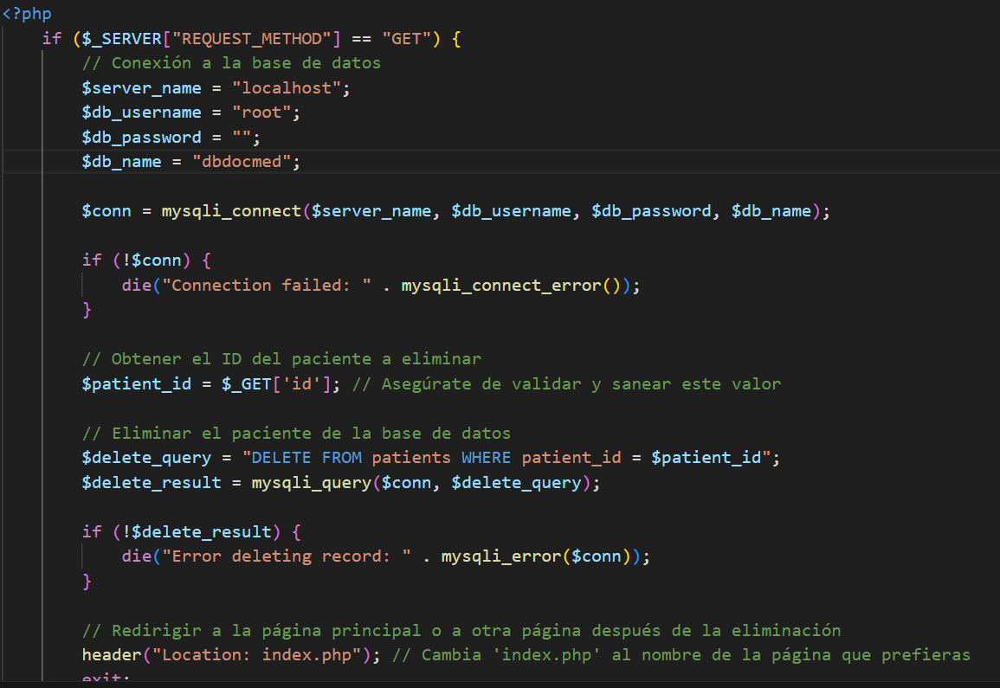 <?php
if ($_SERVER["REQUEST_METHOD"] == "GET") {
// Conexión a la base de datos
$server_name = "localhost";
$db_username = "root";
$db_password = "";
$db_name = "dbdocmed";
$conn = mysqli_connect($server_name, $db_username, $db_password, $db_name);
if (!$conn) {
die("Connection failed: " . mysqli_connect_error());
}
// Obtener el ID del paciente a eliminar
$patient_id = $_GET['id']; // Asegúrate de validar y sanear este valor
// Eliminar el paciente de la base de datos
$delete_query = "DELETE FROM patients WHERE patient_id = $patient_id";
$delete_result = mysqli_query($conn, $delete_query);
if (!$delete_result) {
die("Error deleting record: " . mysqli_error($conn));
}
// Redirigir a la página principal o a otra página después de la eliminación
header("Location: index.php"); // Cambia 'index.php' al nombre de la página que prefieras
exit;